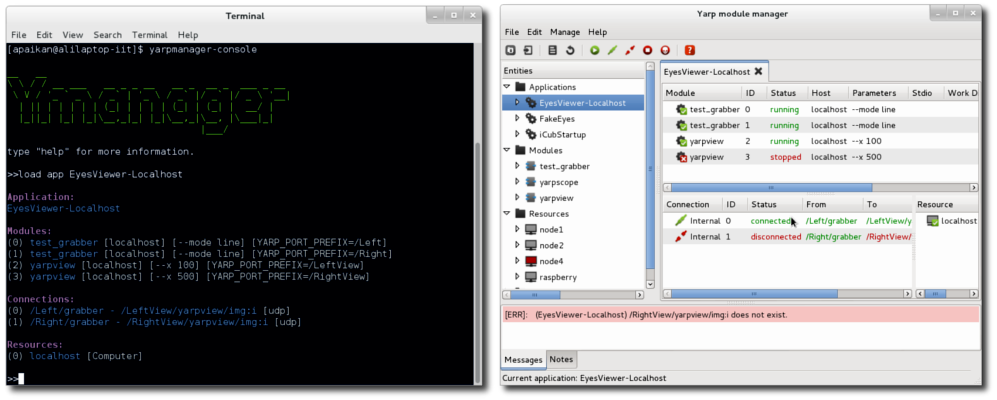 Terminal
File Edit View Search Terminal Help
[apaikan@alilaptop-iit]$ yarpmanager-console
Ymanager
type "help" for more information.
>>load app EyesViewer-Localhost
Application:
EyesViewer-Localhost
Modules:
(0) test_grabber [localhost] [--mode line] [YARP_PORT_PREFIX=/Left]
(1) test_grabber [localhost] [--mode line] [YARP_PORT_PREFIX=/Right]
(2) yarpview [localhost] [--x 100] [YARP_PORT_PREFIX=/LeftView]
(3) yarpview [localhost] [--x 500] [YARP_PORT_PREFIX=/RightView]
Connections:
(0) /Left/grabber - /LeftView/yarpview/img:i [udp]
(1) /Right/grabber - /RightView/yarpview/img:i [udp]
Resources:
(0) localhost [Computer]
>>
Yarp module manager
File Edit Manage Help
Entities
Applications
EyesViewer-Localhost
FakeEyes
iCubStartup
Modules
test_grabber
yarpscope
yarpview
Resources
node1
node2
node4
raspberry
EyesViewer-Localhost
Module ID Status Host Parameters Stdio Work D
test_grabber 0 running localhost --mode line
test_grabber 1 running localhost --mode line
yarpview 2 running localhost --x 100
yarpview 3 stopped localhost --x 500
Connection ID Status From To
Internal 0 connected /Left/grabber /LeftView/y
Internal 1 disconnected /Right/grabber /RightView/
Resource
localhost
[ERR]: (EyesViewer-Localhost) /RightView/yarpview/img:i does not exist.
Messages Notes
Current application: EyesViewer-Localhost